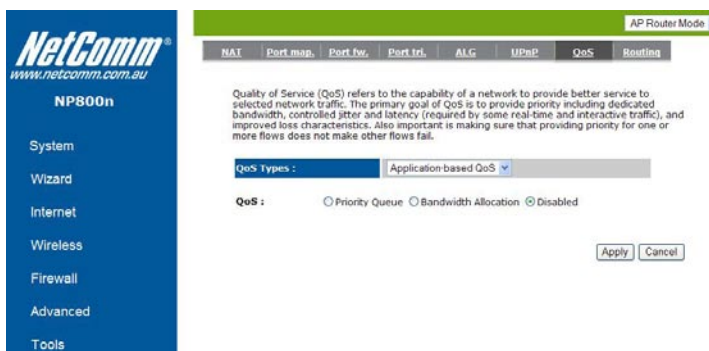 AP Router Mode
NetComm®
www.netcomm.com.au
NP800n
System
Wizard
Internet
Wireless
Firewall
Advanced
Tools
NAT Port map. Port fw. Port tri. ALG UPnP QoS Routing
Quality of Service (QoS) refers to the capability of a network to provide better service to
selected network traffic. The primary goal of QoS is to provide priority including dedicated
bandwidth, controlled jitter and latency (required by some real-time and interactive traffic), and
improved loss characteristics. Also important is making sure that providing priority for one or
more flows does not make other flows fail.
QoS Types : Application-based QoS
QoS : Priority Queue Bandwidth Allocation Disabled
Apply Cancel